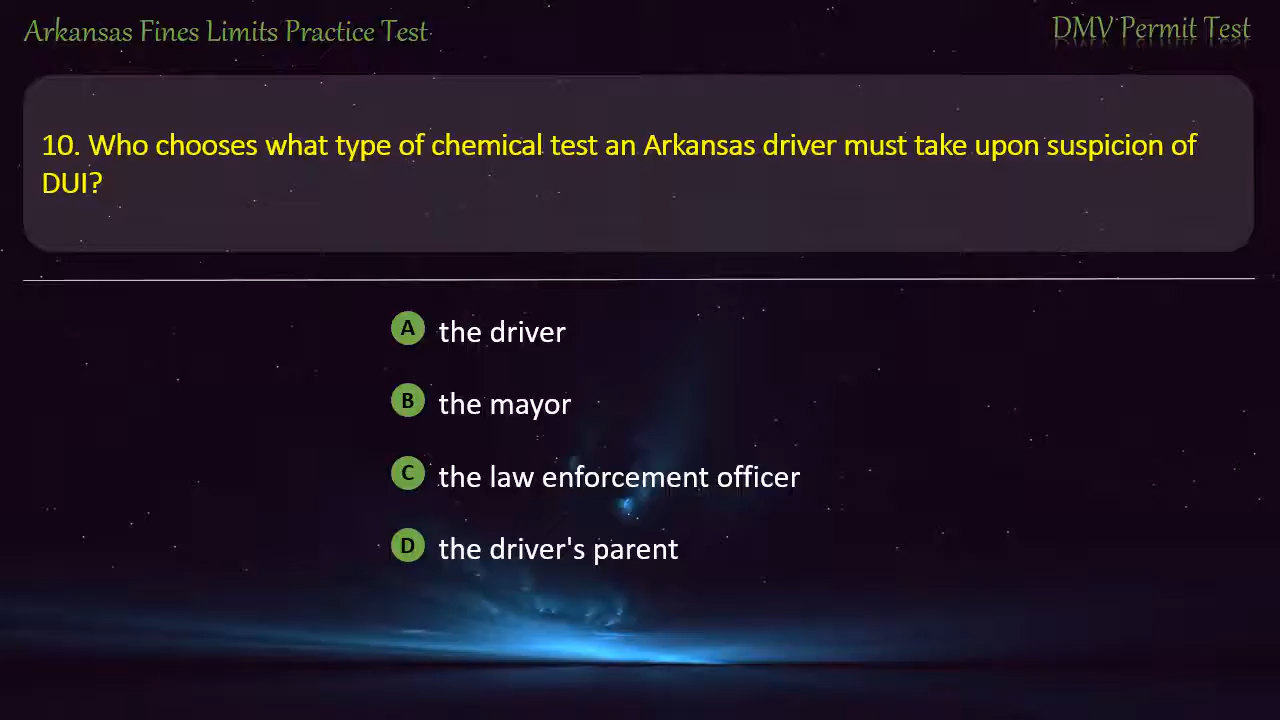 Arkansas Fines Limits Practice Test
DMV Permit Test
10. Who chooses what type of chemical test an Arkansas driver must take upon suspicion of
DUI?
A the driver
B the mayor
C the law enforcement officer
D the driver's parent